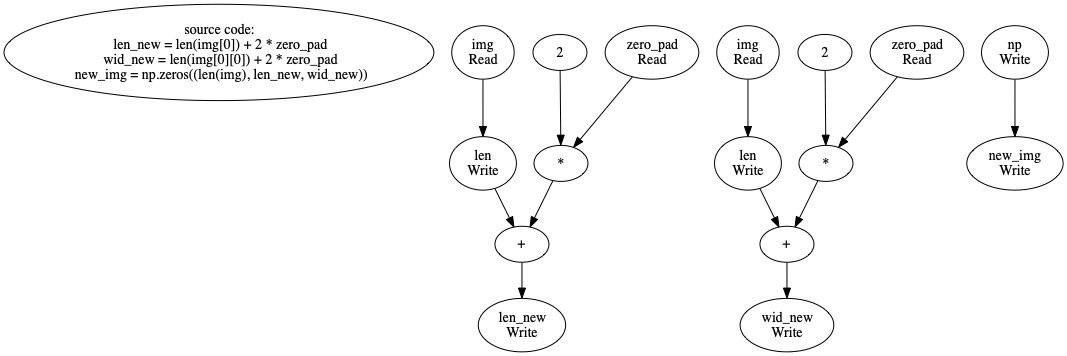 source code:
len_new = len(img[0]) + 2 * zero_pad
wid_new = len(img[0][0]) + 2 * zero_pad
new_img = np.zeros((len(img), len_new, wid_new))
img
Read
2
zero_pad
Read
img
Read
2
zero_pad
Read
np
Write
len
Write
*
len
Write
*
new_img
Write
+
+
len_new
Write
wid_new
Write